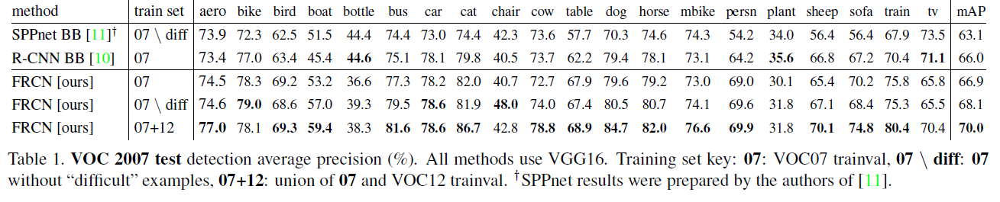 method train set aero bike bird boat bottle bus car cat chair cow table dog horse mbike persn plant sheep sofa train tv mAP
SPPnet BB [11]† 07 \ diff 73.9 72.3 62.5 51.5 44.4 74.4 73.0 74.4 42.3 73.6 57.7 70.3 74.6 74.3 54.2 34.0 56.4 56.4 67.9 73.5 63.1
R-CNN BB [10] 07 73.4 77.0 63.4 45.4 44.6 75.1 78.1 79.8 40.5 73.7 62.2 79.4 78.1 73.1 64.2 35.6 66.8 67.2 70.4 71.1 66.0
FRCN [ours] 07 74.5 78.3 69.2 53.2 36.6 77.3 78.2 82.0 40.7 72.7 67.9 79.6 79.2 73.0 69.0 30.1 65.4 70.2 75.8 65.8 66.9
FRCN [ours] 07 \ diff 74.6 79.0 68.6 57.0 39.3 79.5 78.6 81.9 48.0 74.0 67.4 80.5 80.7 74.1 69.6 31.8 67.1 68.4 75.3 65.5 68.1
FRCN [ours] 07+12 77.0 78.1 69.3 59.4 38.3 81.6 78.6 86.7 42.8 78.8 68.9 84.7 82.0 76.6 69.9 31.8 70.1 74.8 80.4 70.4 70.0
Table 1. VOC 2007 test detection average precision (%). All methods use VGG16. Training set key: 07: VOC07 trainval, 07 \ diff: 07
without “difficult” examples, 07+12: union of 07 and VOC12 trainval. †SPPnet results were prepared by the authors of [11].